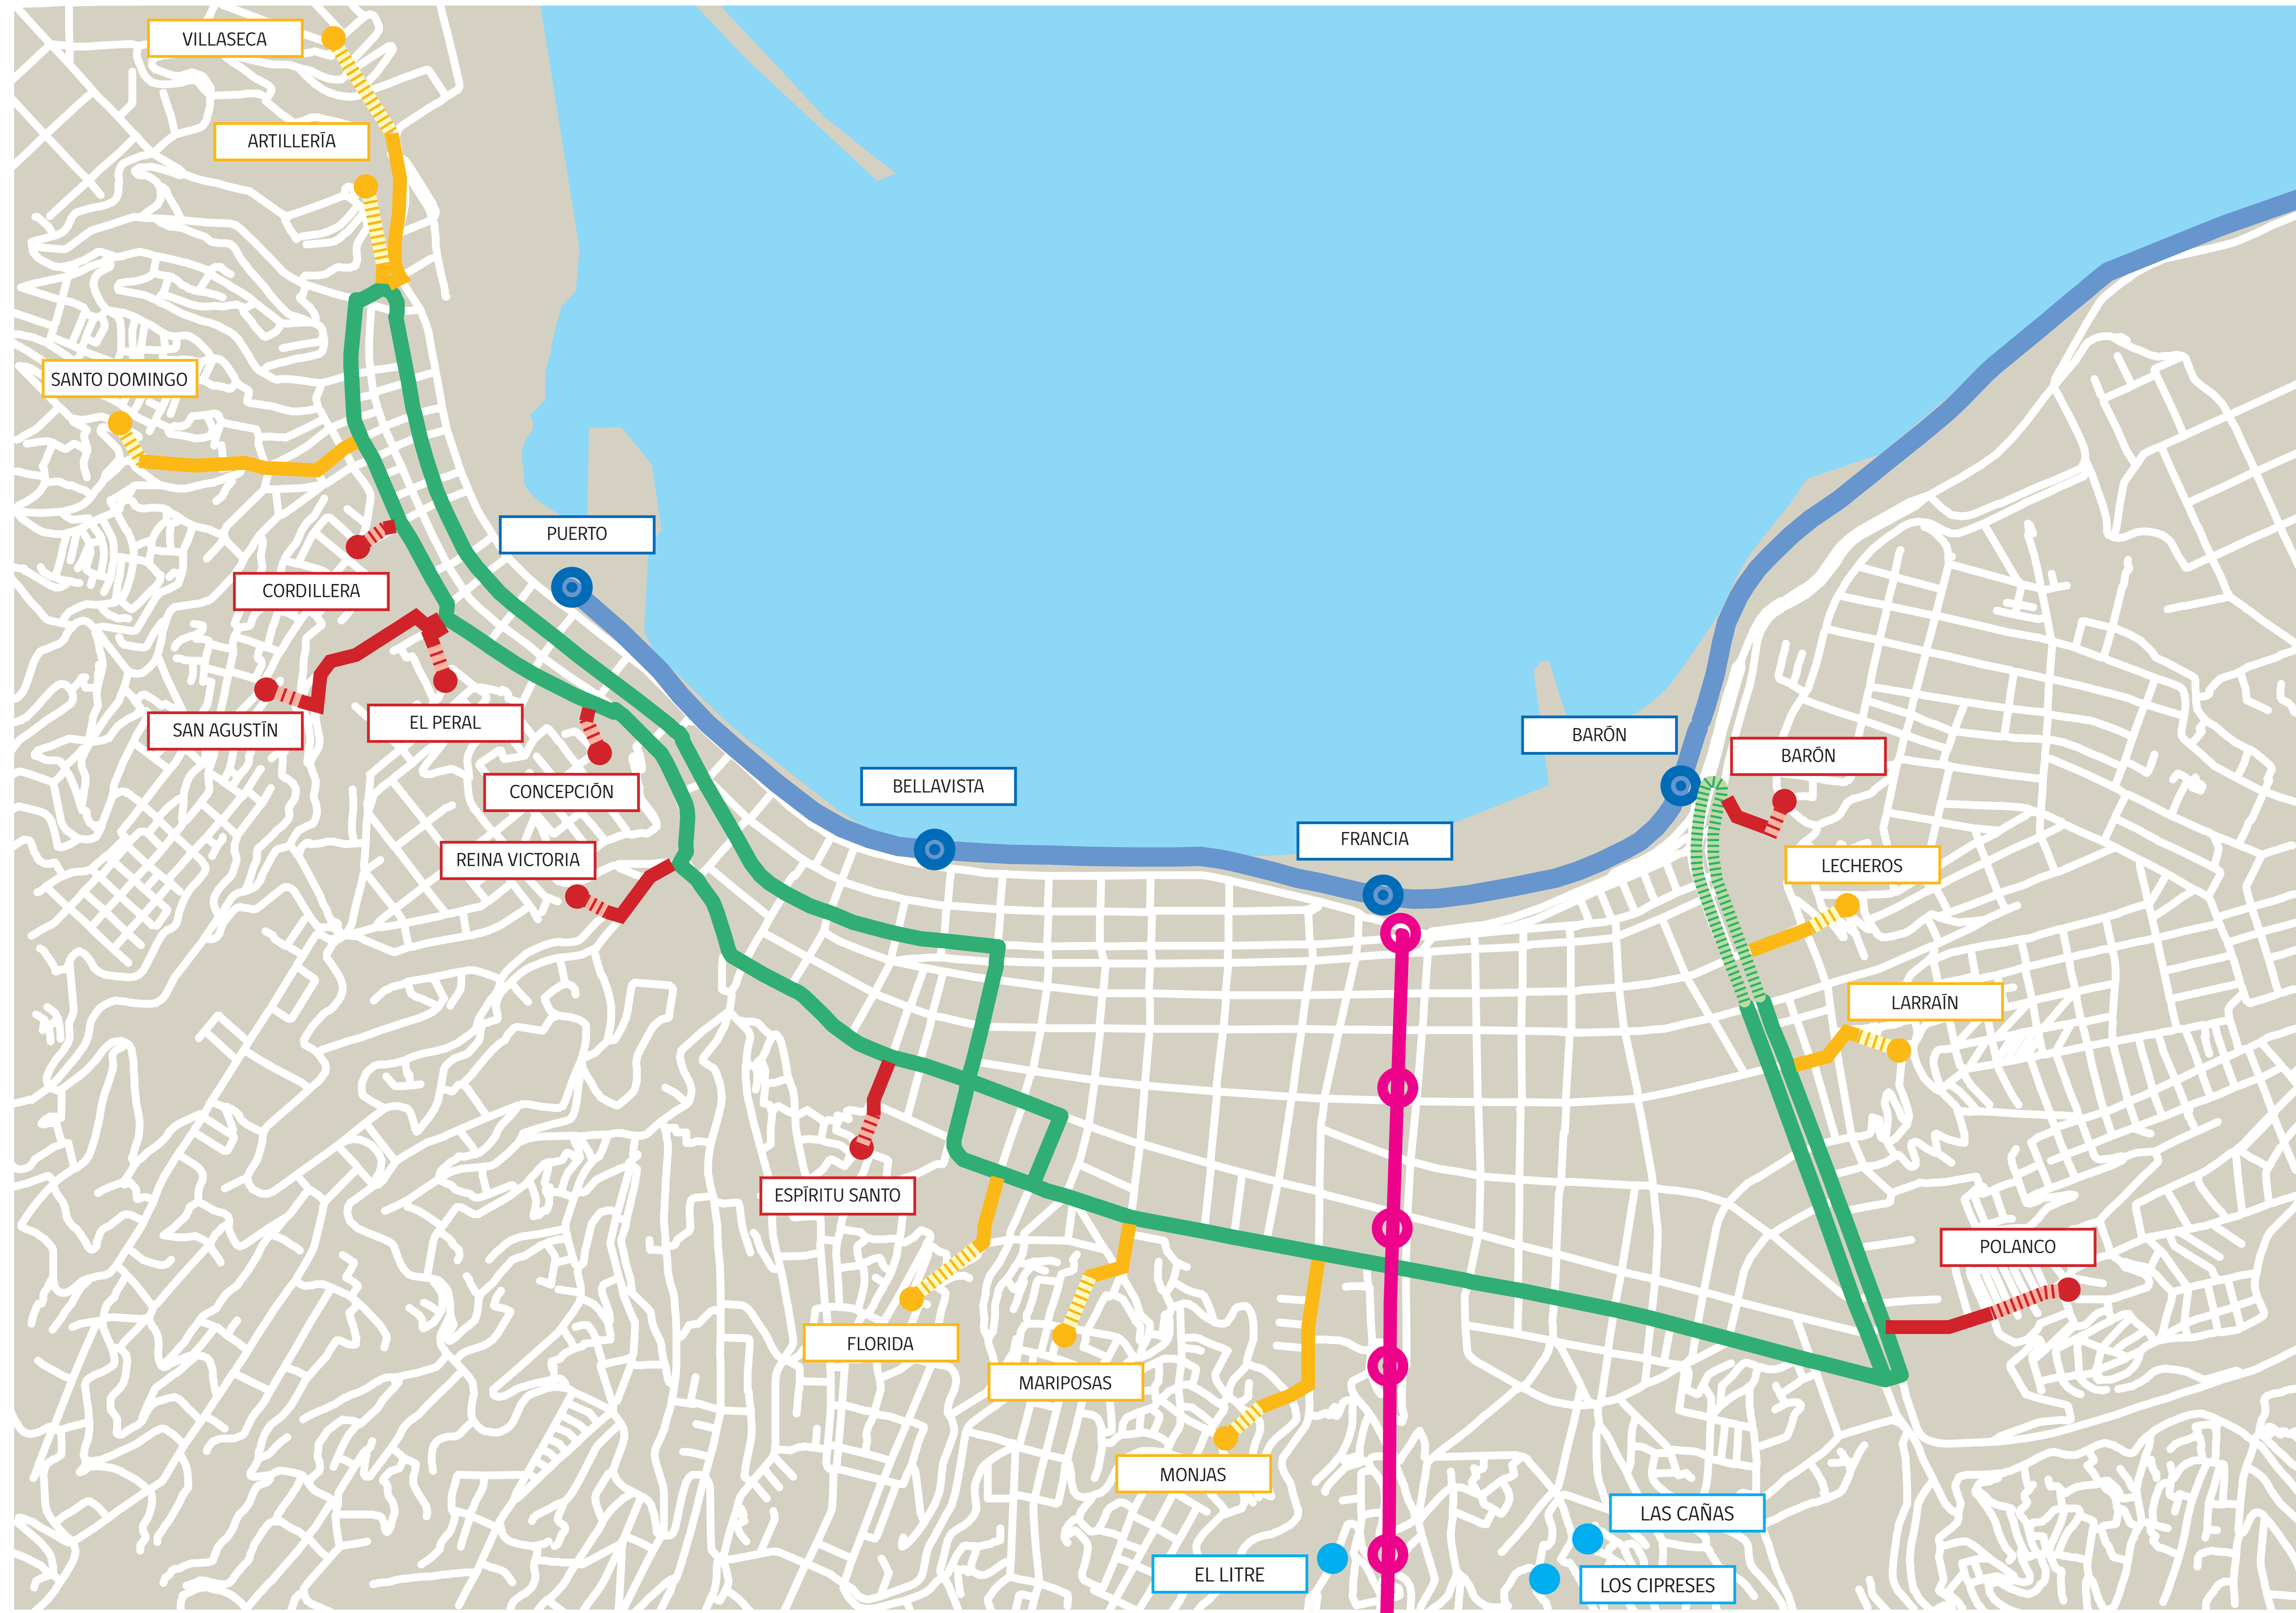 VILLASECA
ARTILLERÍA
SANTO DOMINGO
PUERTO
CORDILLERA
SAN AGUSTÍN
EL PERAL
CONCEPCIÓN
REINA VICTORIA
BELLAVISTA
FRANCIA
BARÓN
BARÓN
LECHEROS
LARRAÍN
ESPÍRITU SANTO
POLANCO
FLORIDA
MARIPOSAS
MONJAS
LAS CAÑAS
EL LITRE
LOS CIPRESES